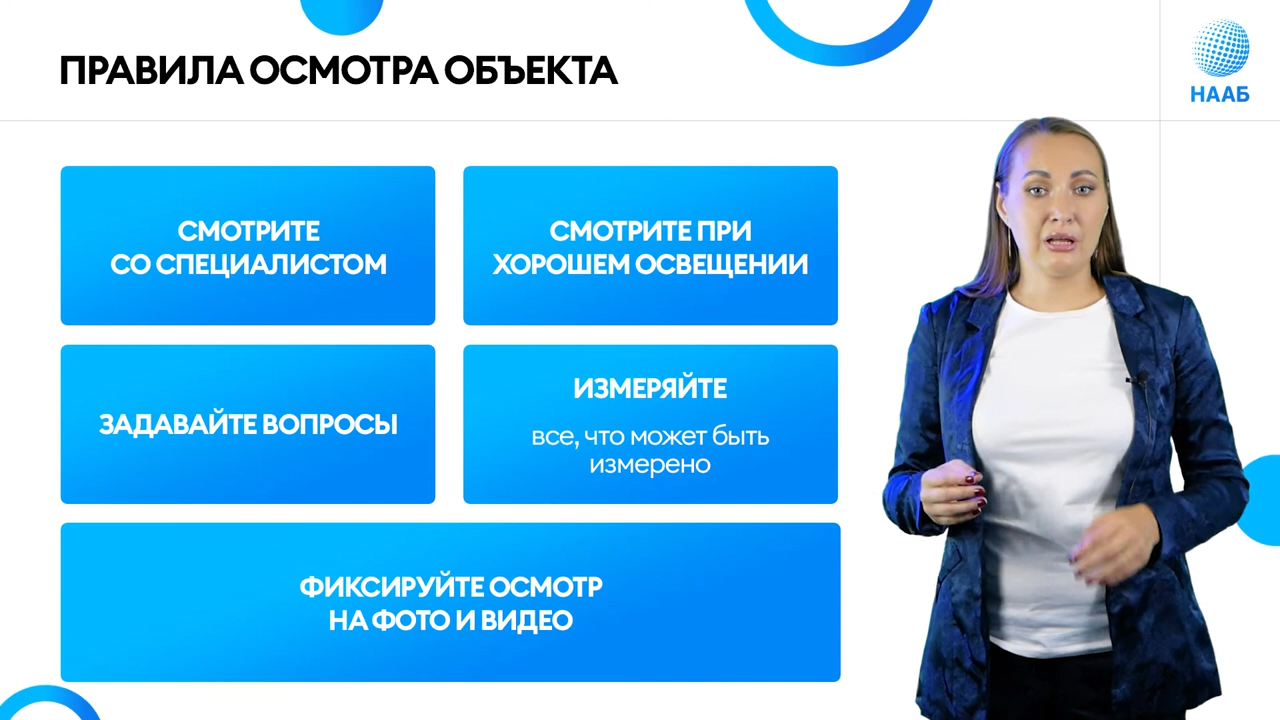 ПРАВИЛА ОСМОТРА ОБЪЕКТА
НААБ
СМОТРИТЕ
СО СПЕЦИАЛИСТОМ
СМОТРИТЕ ПРИ
ХОРОШЕМ ОСВЕЩЕНИИ
ЗАДАВАЙТЕ ВОПРОСЫ
ИЗМЕРЯЙТЕ
все, что может быть
измерено
ФИКСИРУЙТЕ ОСМОТР
НА ФОТО И ВИДЕО